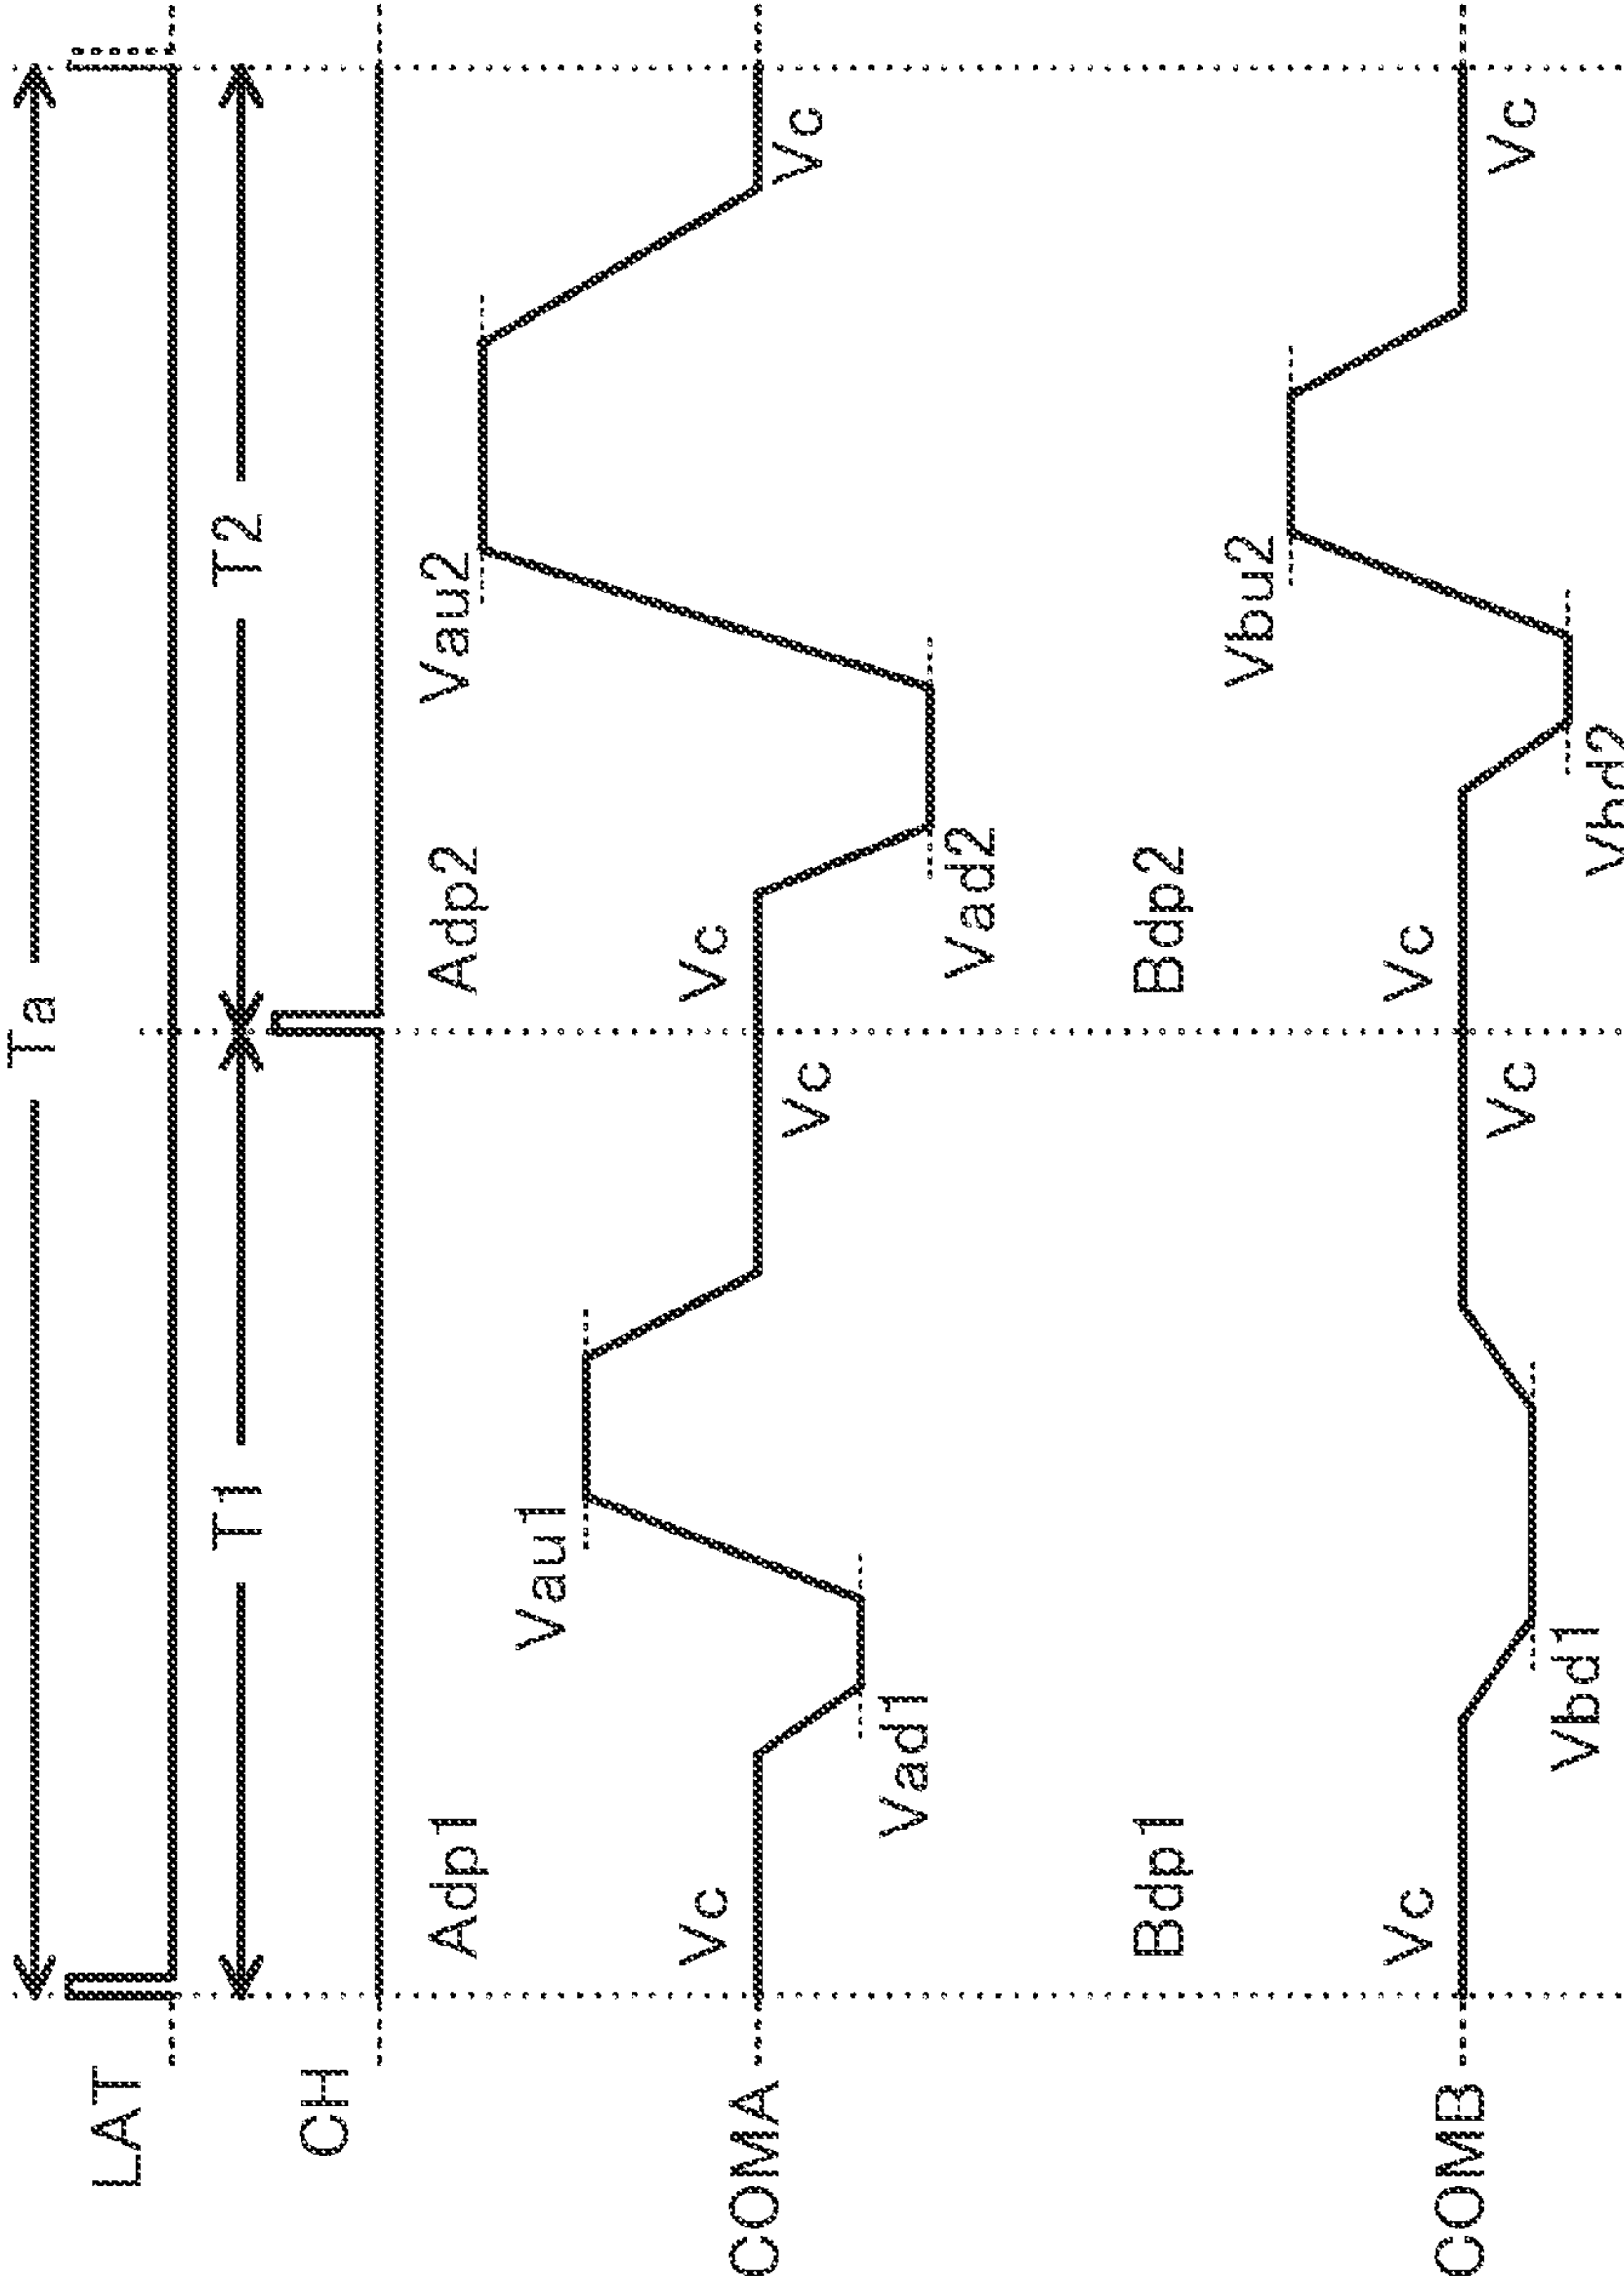 Ta
LAT
T1 T2
CH
Adp1 Adp2
Vau1 Vau2
COMA Vc Vc Vc Vc
Vad1 Vad2
Bdp1 Bdp2
Vbu2
COMB Vc Vc Vc Vc
Vbd1 Vbd2